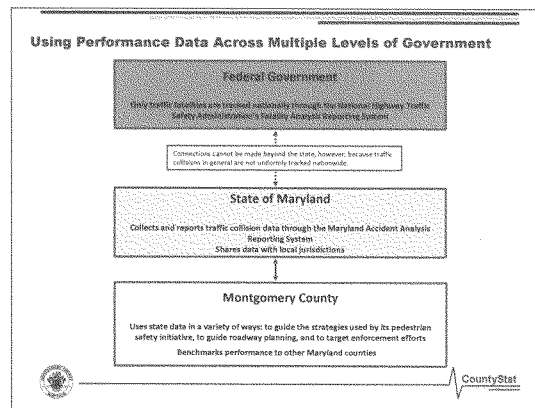 Using Performance Data Across Multiple Levels of Government
Federal Government
Only traffic fatalities are tracked nationally through the National Highway Traffic
Safety Administration's Fatality Analysis Reporting System
Connections cannot be made beyond the state, however, because traffic
collisions in general are not uniformly tracked nationwide.
State of Maryland
Collects and reports traffic collision data through the Maryland Accident Analysis
Reporting System
Shares data with local jurisdictions
Montgomery County
Uses state data in a variety of ways: to guide the strategies used by its pedestrian
safety initiative, to guide roadway planning, and to target enforcement efforts
Benchmarks performance to other Maryland counties
CountyStat